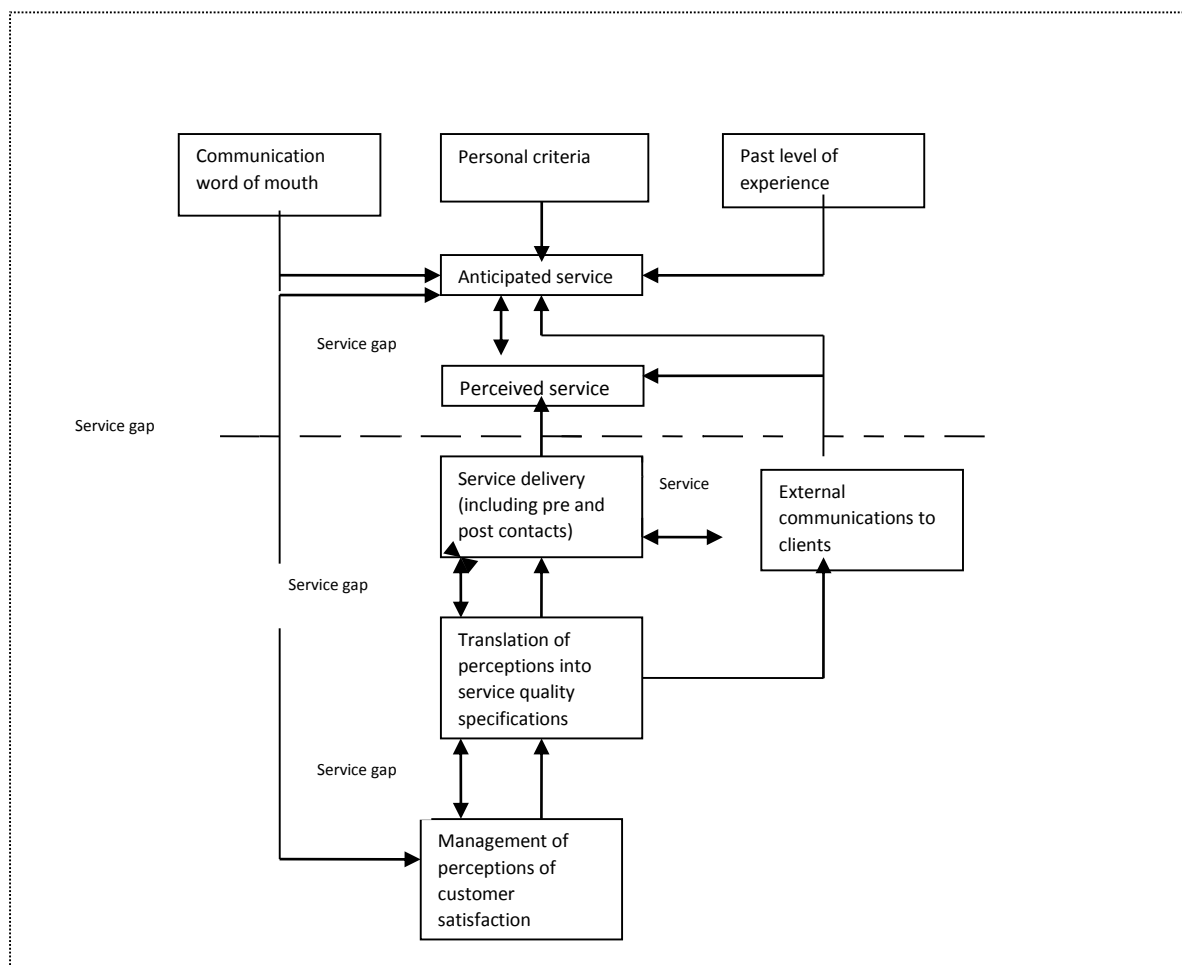 Communication
word of mouth
Personal criteria
Past level of
experience
Anticipated service
Service gap
Perceived service
Service gap
Service delivery
(including pre and
post contacts)
Service
External
communications to
clients
Service gap
Translation of
perceptions into
service quality
specifications
Service gap
Management of
perceptions of
customer
satisfaction